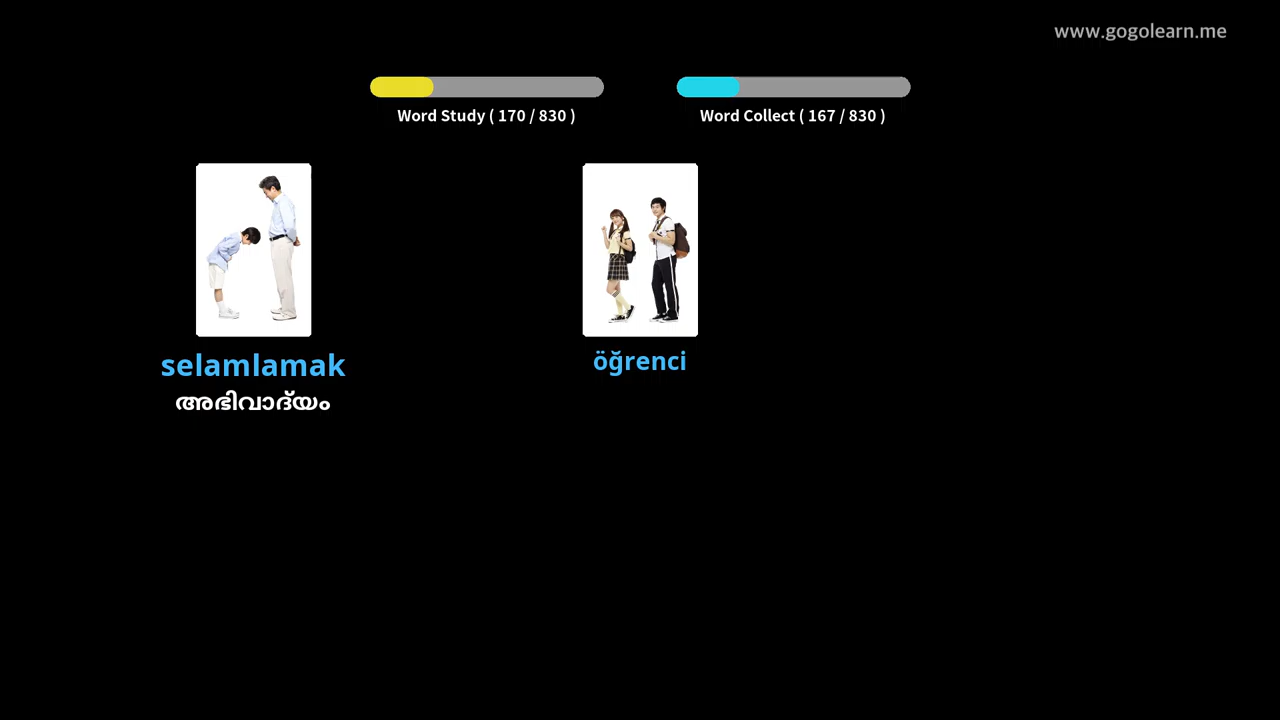 www.gogolearn.me
Word Study ( 170 / 830 )
Word Collect ( 167 / 830 )
selamlamak
അഭിവാദ്യം
öğrenci